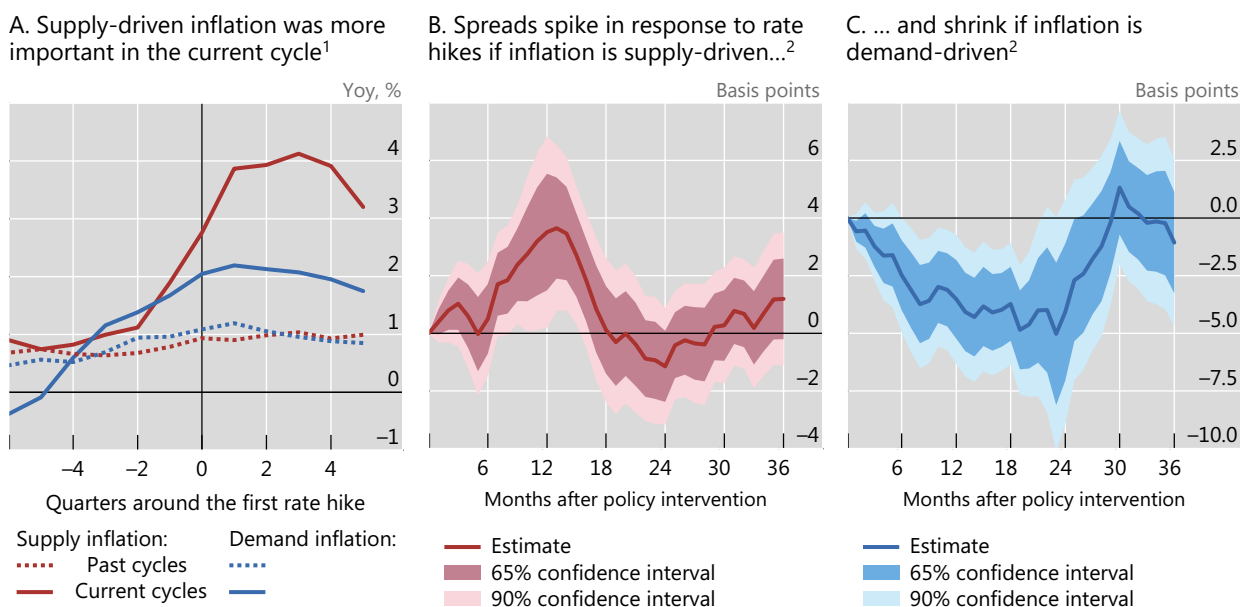 A. Supply-driven inflation was more
important in the current cycle¹
Yoy, %
4
3
2
1
0
–1
–4 –2 0 2 4
Quarters around the first rate hike
Supply inflation: Demand inflation:
Past cycles
Current cycles
B. Spreads spike in response to rate
hikes if inflation is supply-driven…²
Basis points
6
4
2
0
–2
–4
6 12 18 24 30 36
Months after policy intervention
Estimate
65% confidence interval
90% confidence interval
C. … and shrink if inflation is
demand-driven²
Basis points
2.5
0.0
–2.5
–5.0
–7.5
–10.0
6 12 18 24 30 36
Months after policy intervention
Estimate
65% confidence interval
90% confidence interval